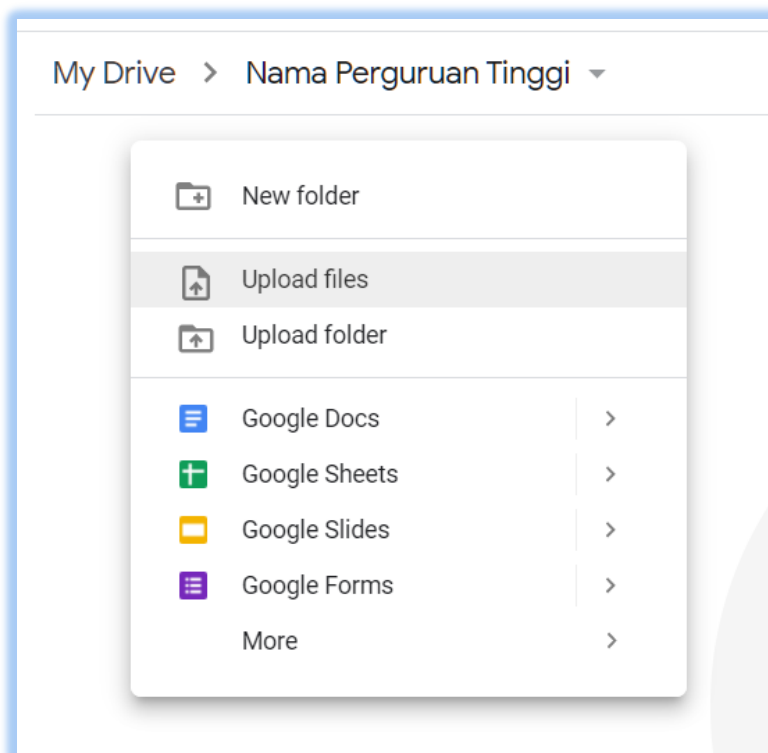 My Drive > Nama Perguruan Tinggi
New folder
Upload files
Upload folder
Google Docs
Google Sheets
Google Slides
Google Forms
More